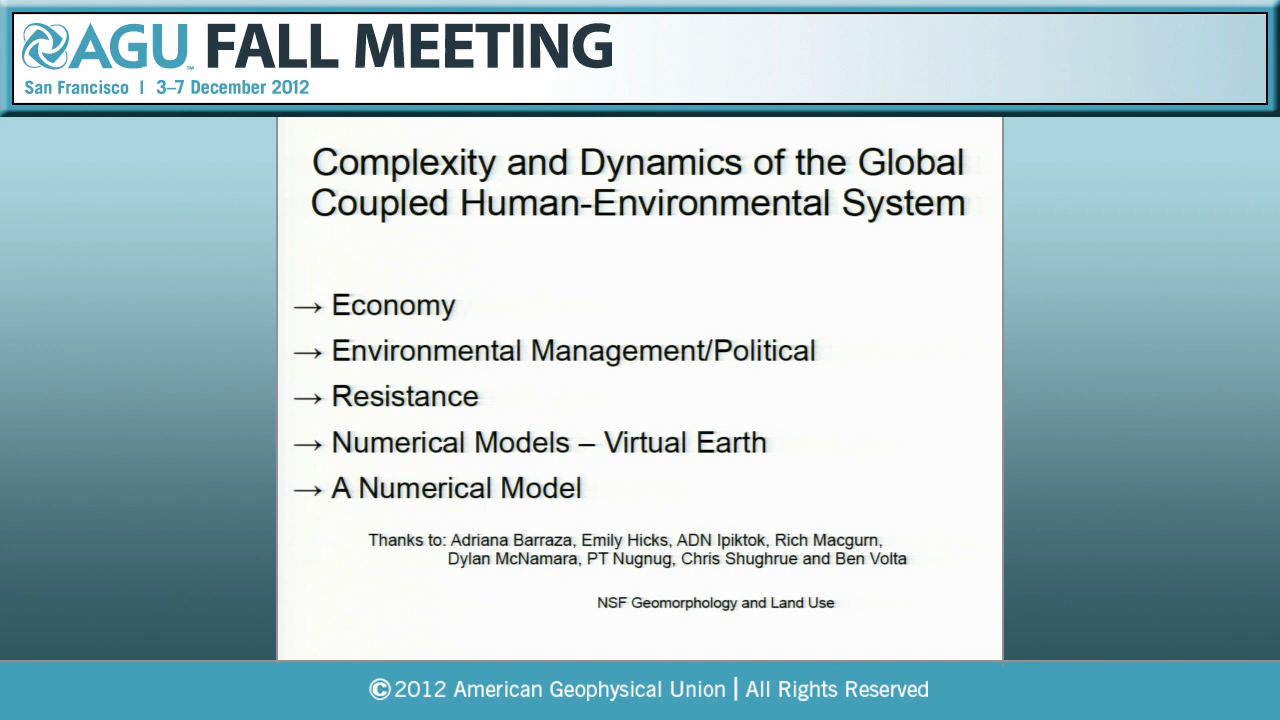 AGU FALL MEETING
San Francisco | 3–7 December 2012
Complexity and Dynamics of the Global
Coupled Human-Environmental System
→ Economy
→ Environmental Management/Political
→ Resistance
→ Numerical Models – Virtual Earth
→ A Numerical Model
Thanks to: Adriana Barraza, Emily Hicks, ADN Ipiktok, Rich Macgurn,
Dylan McNamara, PT Nugnug, Chris Shughrue and Ben Volta
NSF Geomorphology and Land Use
©2012 American Geophysical Union | All Rights Reserved